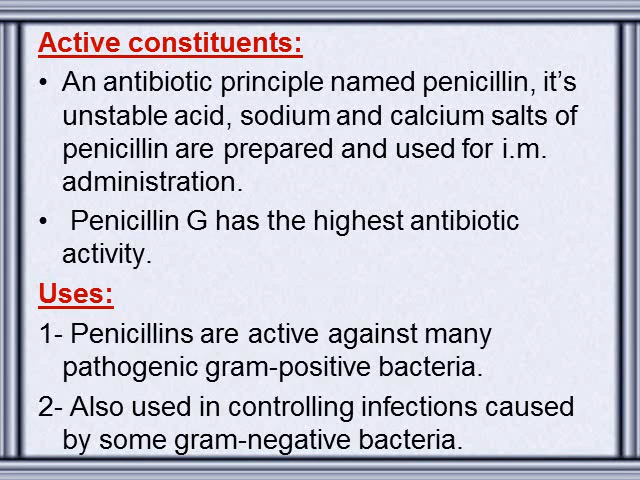 Active constituents:
• An antibiotic principle named penicillin, it’s
unstable acid, sodium and calcium salts of
penicillin are prepared and used for i.m.
administration.
• Penicillin G has the highest antibiotic
activity.
Uses:
1- Penicillins are active against many
pathogenic gram-positive bacteria.
2- Also used in controlling infections caused
by some gram-negative bacteria.